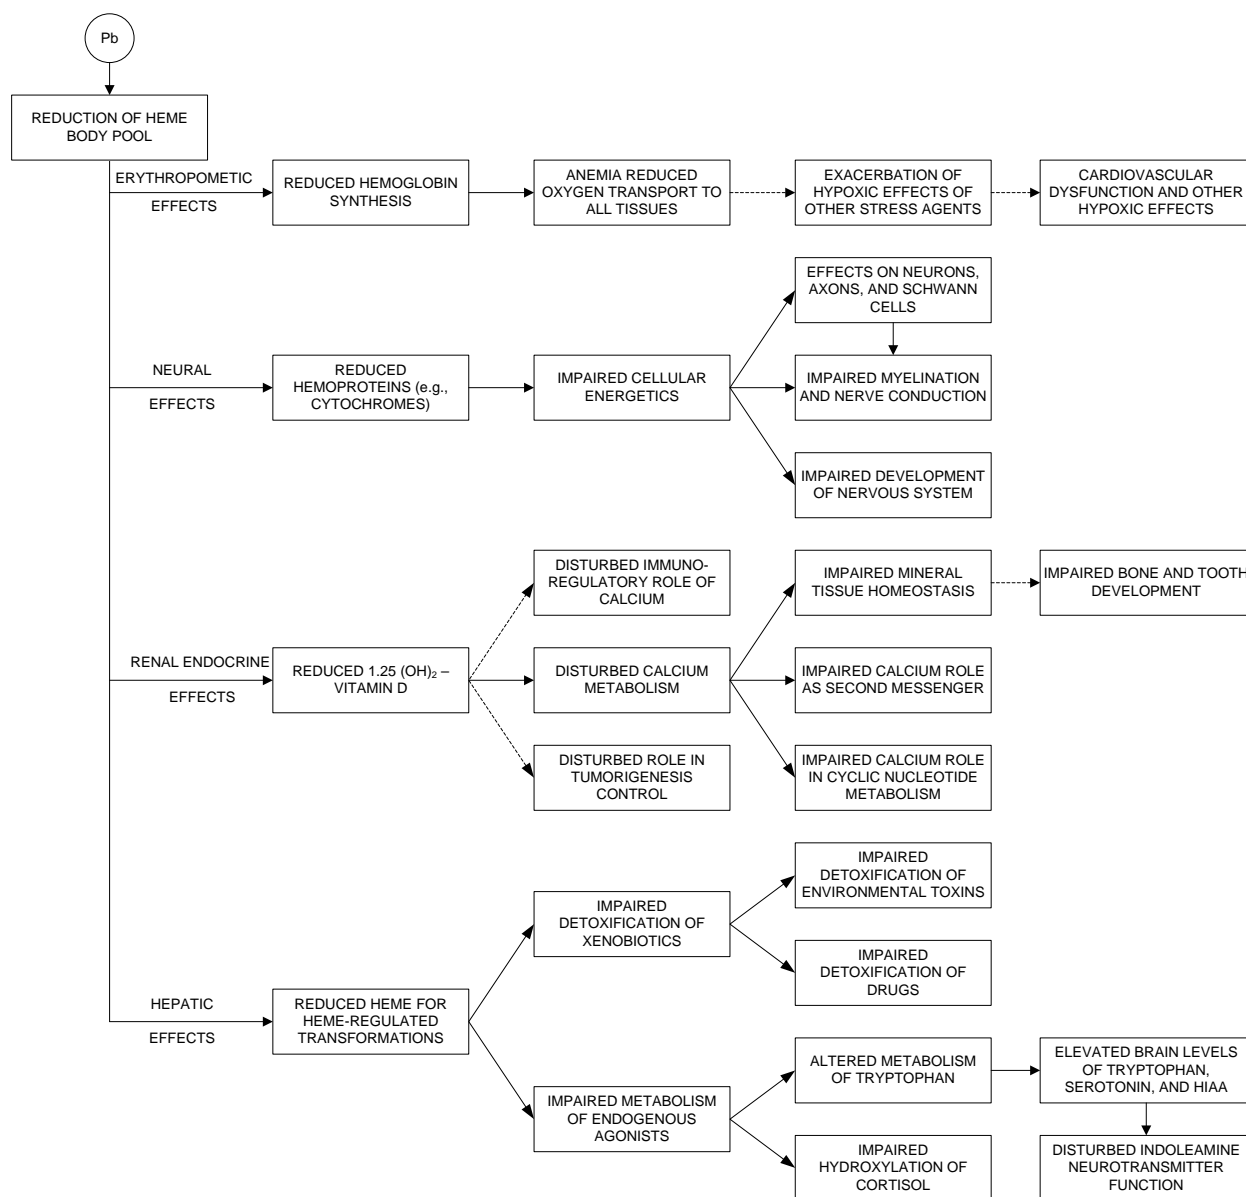 Pb
REDUCTION OF HEME
BODY POOL
ERYTHROPOMETIC
EFFECTS
REDUCED HEMOGLOBIN
SYNTHESIS
ANEMIA REDUCED
OXYGEN TRANSPORT TO
ALL TISSUES
EXACERBATION OF
HYPOXIC EFFECTS OF
OTHER STRESS AGENTS
CARDIOVASCULAR
DYSFUNCTION AND OTHER
HYPOXIC EFFECTS
NEURAL
EFFECTS
REDUCED
HEMOPROTEINS (e.g.,
CYTOCHROMES)
IMPAIRED CELLULAR
ENERGETICS
EFFECTS ON NEURONS,
AXONS, AND SCHWANN
CELLS
IMPAIRED MYELINATION
AND NERVE CONDUCTION
IMPAIRED DEVELOPMENT
OF NERVOUS SYSTEM
RENAL ENDOCRINE
EFFECTS
REDUCED 1.25 (OH)₂ –
VITAMIN D
DISTURBED IMMUNO-
REGULATORY ROLE OF
CALCIUM
DISTURBED CALCIUM
METABOLISM
DISTURBED ROLE IN
TUMORIGENESIS
CONTROL
IMPAIRED MINERAL
TISSUE HOMEOSTASIS
IMPAIRED BONE AND TOOTH
DEVELOPMENT
IMPAIRED CALCIUM ROLE
AS SECOND MESSENGER
IMPAIRED CALCIUM ROLE
IN CYCLIC NUCLEOTIDE
METABOLISM
HEPATIC
EFFECTS
REDUCED HEME FOR
HEME-REGULATED
TRANSFORMATIONS
IMPAIRED
DETOXIFICATION OF
XENOBIOTICS
IMPAIRED
DETOXIFICATION OF
ENVIRONMENTAL TOXINS
IMPAIRED
DETOXIFICATION OF
DRUGS
IMPAIRED METABOLISM
OF ENDOGENOUS
AGONISTS
ALTERED METABOLISM
OF TRYPTOPHAN
ELEVATED BRAIN LEVELS
OF TRYPTOPHAN,
SEROTONIN, AND HIAA
IMPAIRED
HYDROXYLATION OF
CORTISOL
DISTURBED INDOLEAMINE
NEUROTRANSMITTER
FUNCTION